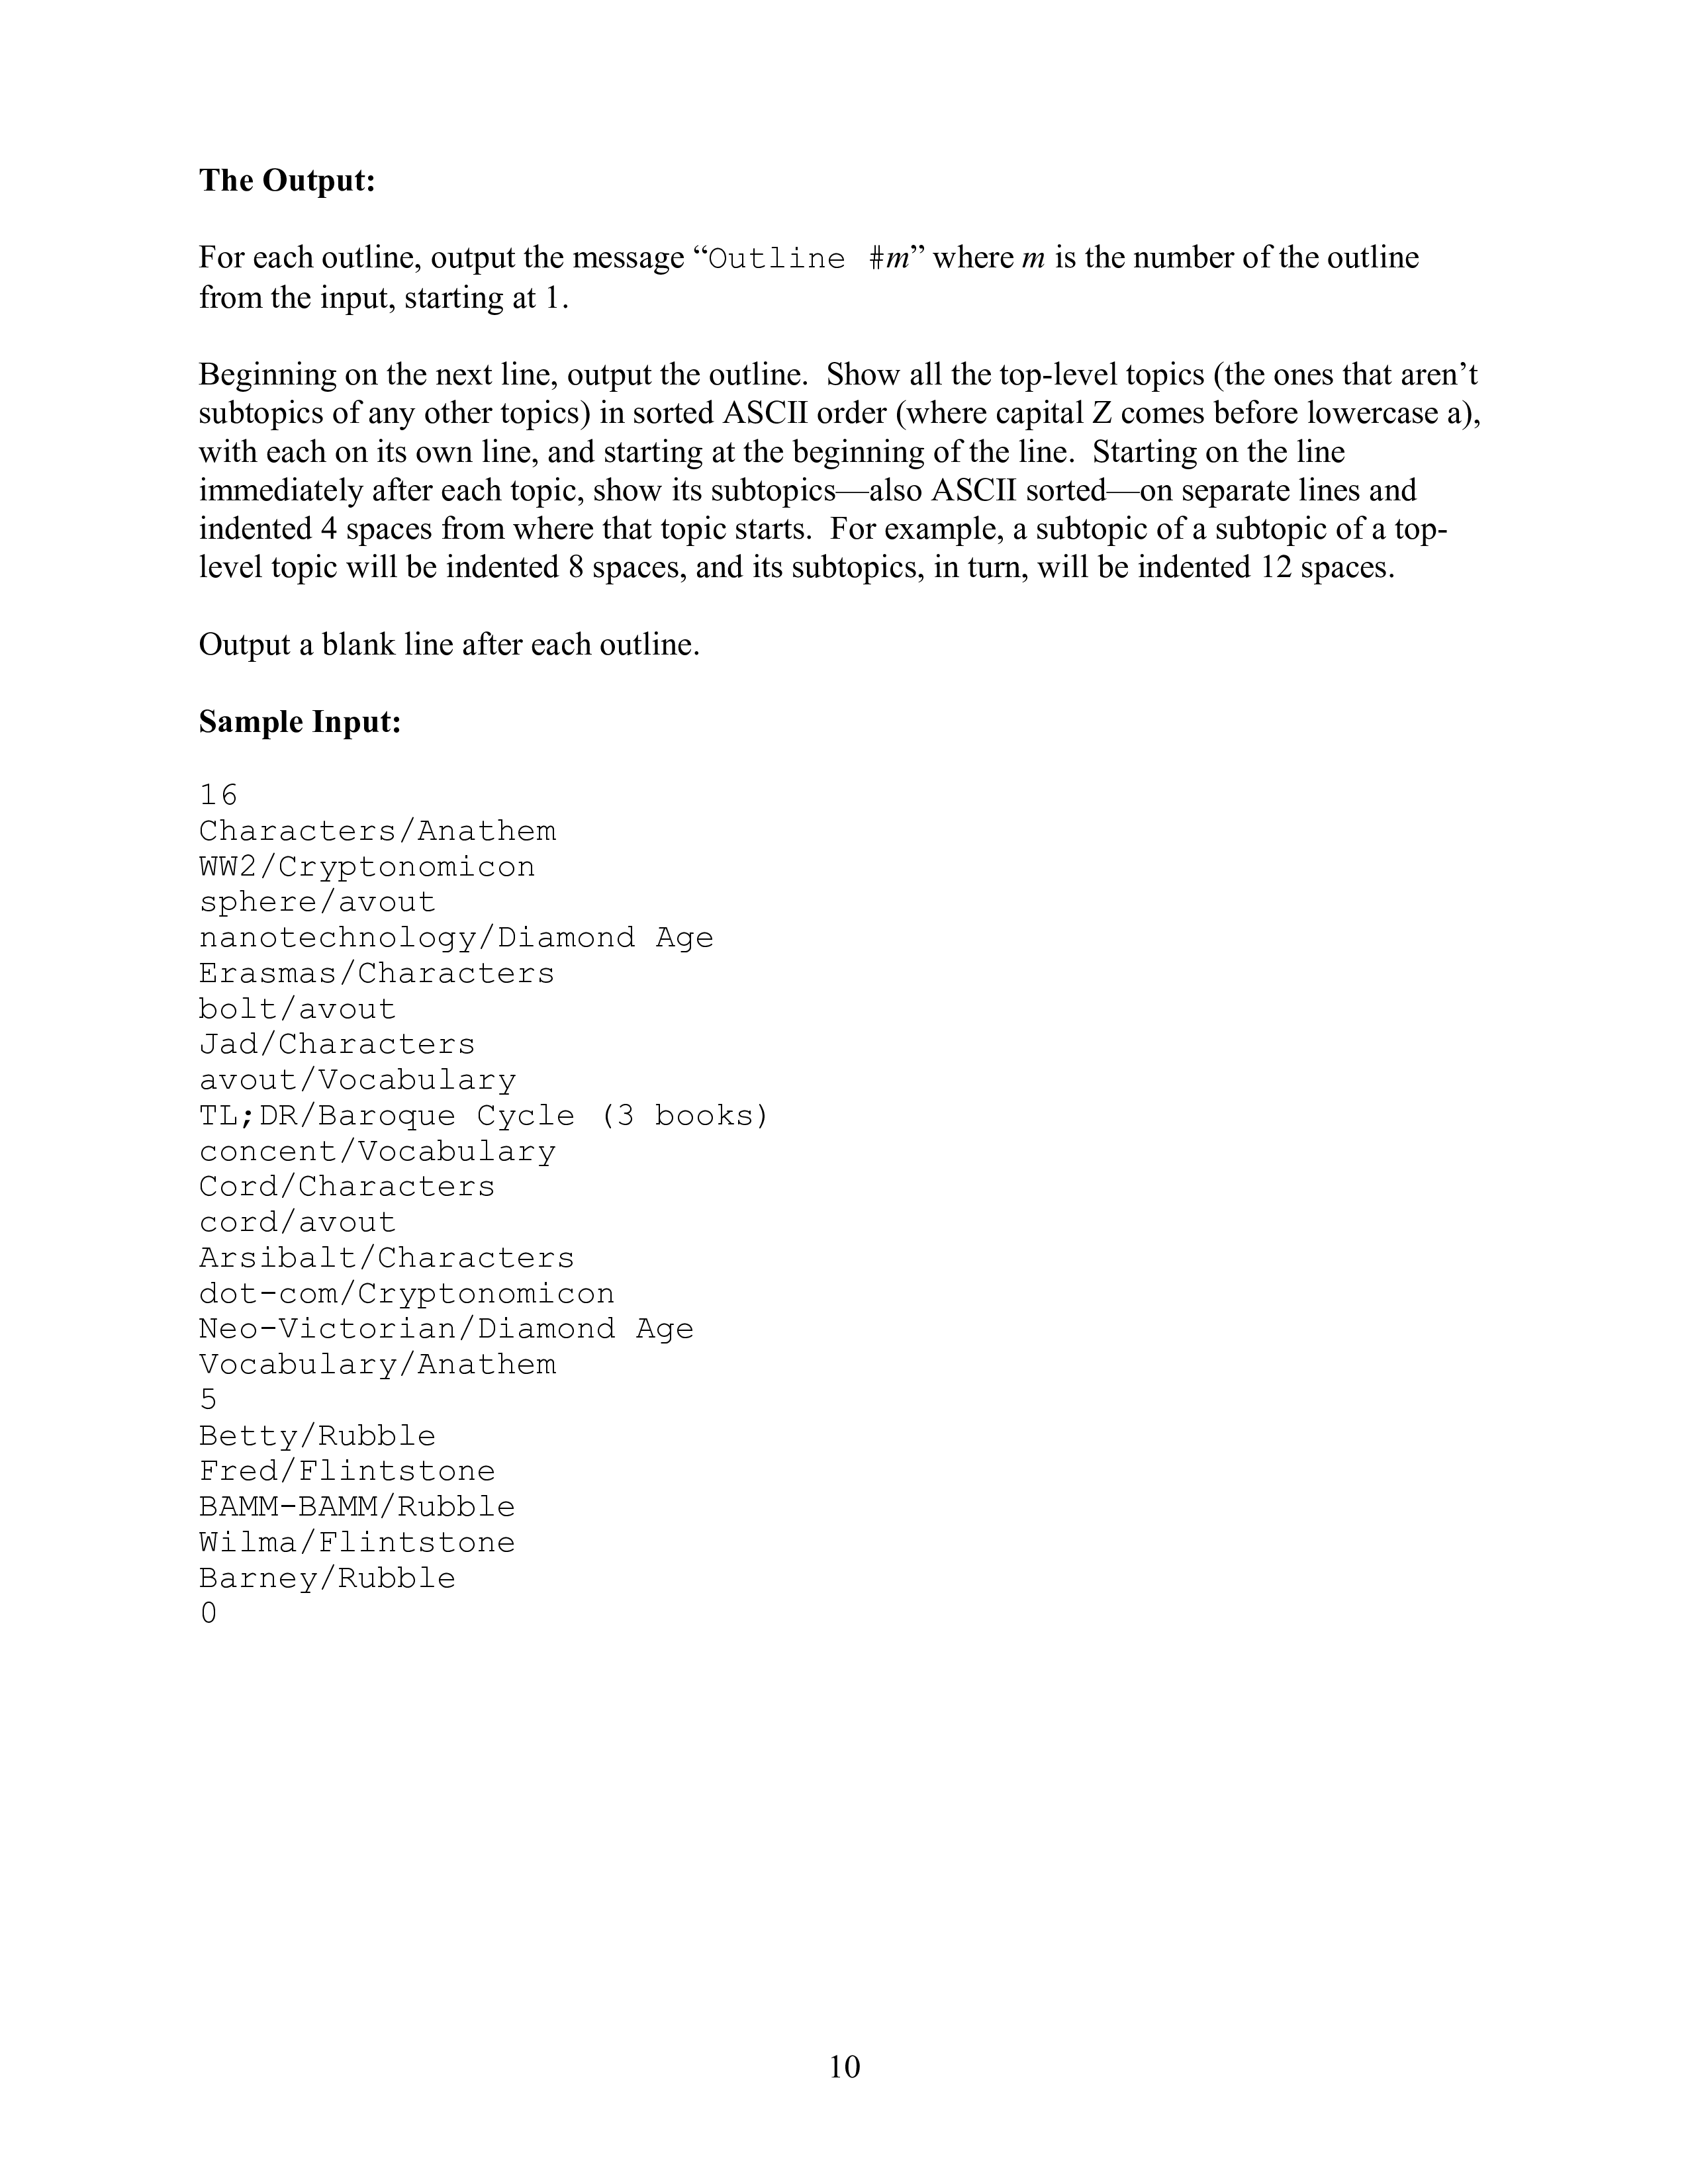 The Output:
For each outline, output the message “Outline #m” where m is the number of the outline
from the input, starting at 1.
Beginning on the next line, output the outline.  Show all the top-level topics (the ones that aren’t
subtopics of any other topics) in sorted ASCII order (where capital Z comes before lowercase a),
with each on its own line, and starting at the beginning of the line.  Starting on the line
immediately after each topic, show its subtopics—also ASCII sorted—on separate lines and
indented 4 spaces from where that topic starts.  For example, a subtopic of a subtopic of a top-
level topic will be indented 8 spaces, and its subtopics, in turn, will be indented 12 spaces.
Output a blank line after each outline.
Sample Input:
16
Characters/Anathem
WW2/Cryptonomicon
sphere/avout
nanotechnology/Diamond Age
Erasmas/Characters
bolt/avout
Jad/Characters
avout/Vocabulary
TL;DR/Baroque Cycle (3 books)
concent/Vocabulary
Cord/Characters
cord/avout
Arsibalt/Characters
dot-com/Cryptonomicon
Neo-Victorian/Diamond Age
Vocabulary/Anathem
5
Betty/Rubble
Fred/Flintstone
BAMM-BAMM/Rubble
Wilma/Flintstone
Barney/Rubble
0
10